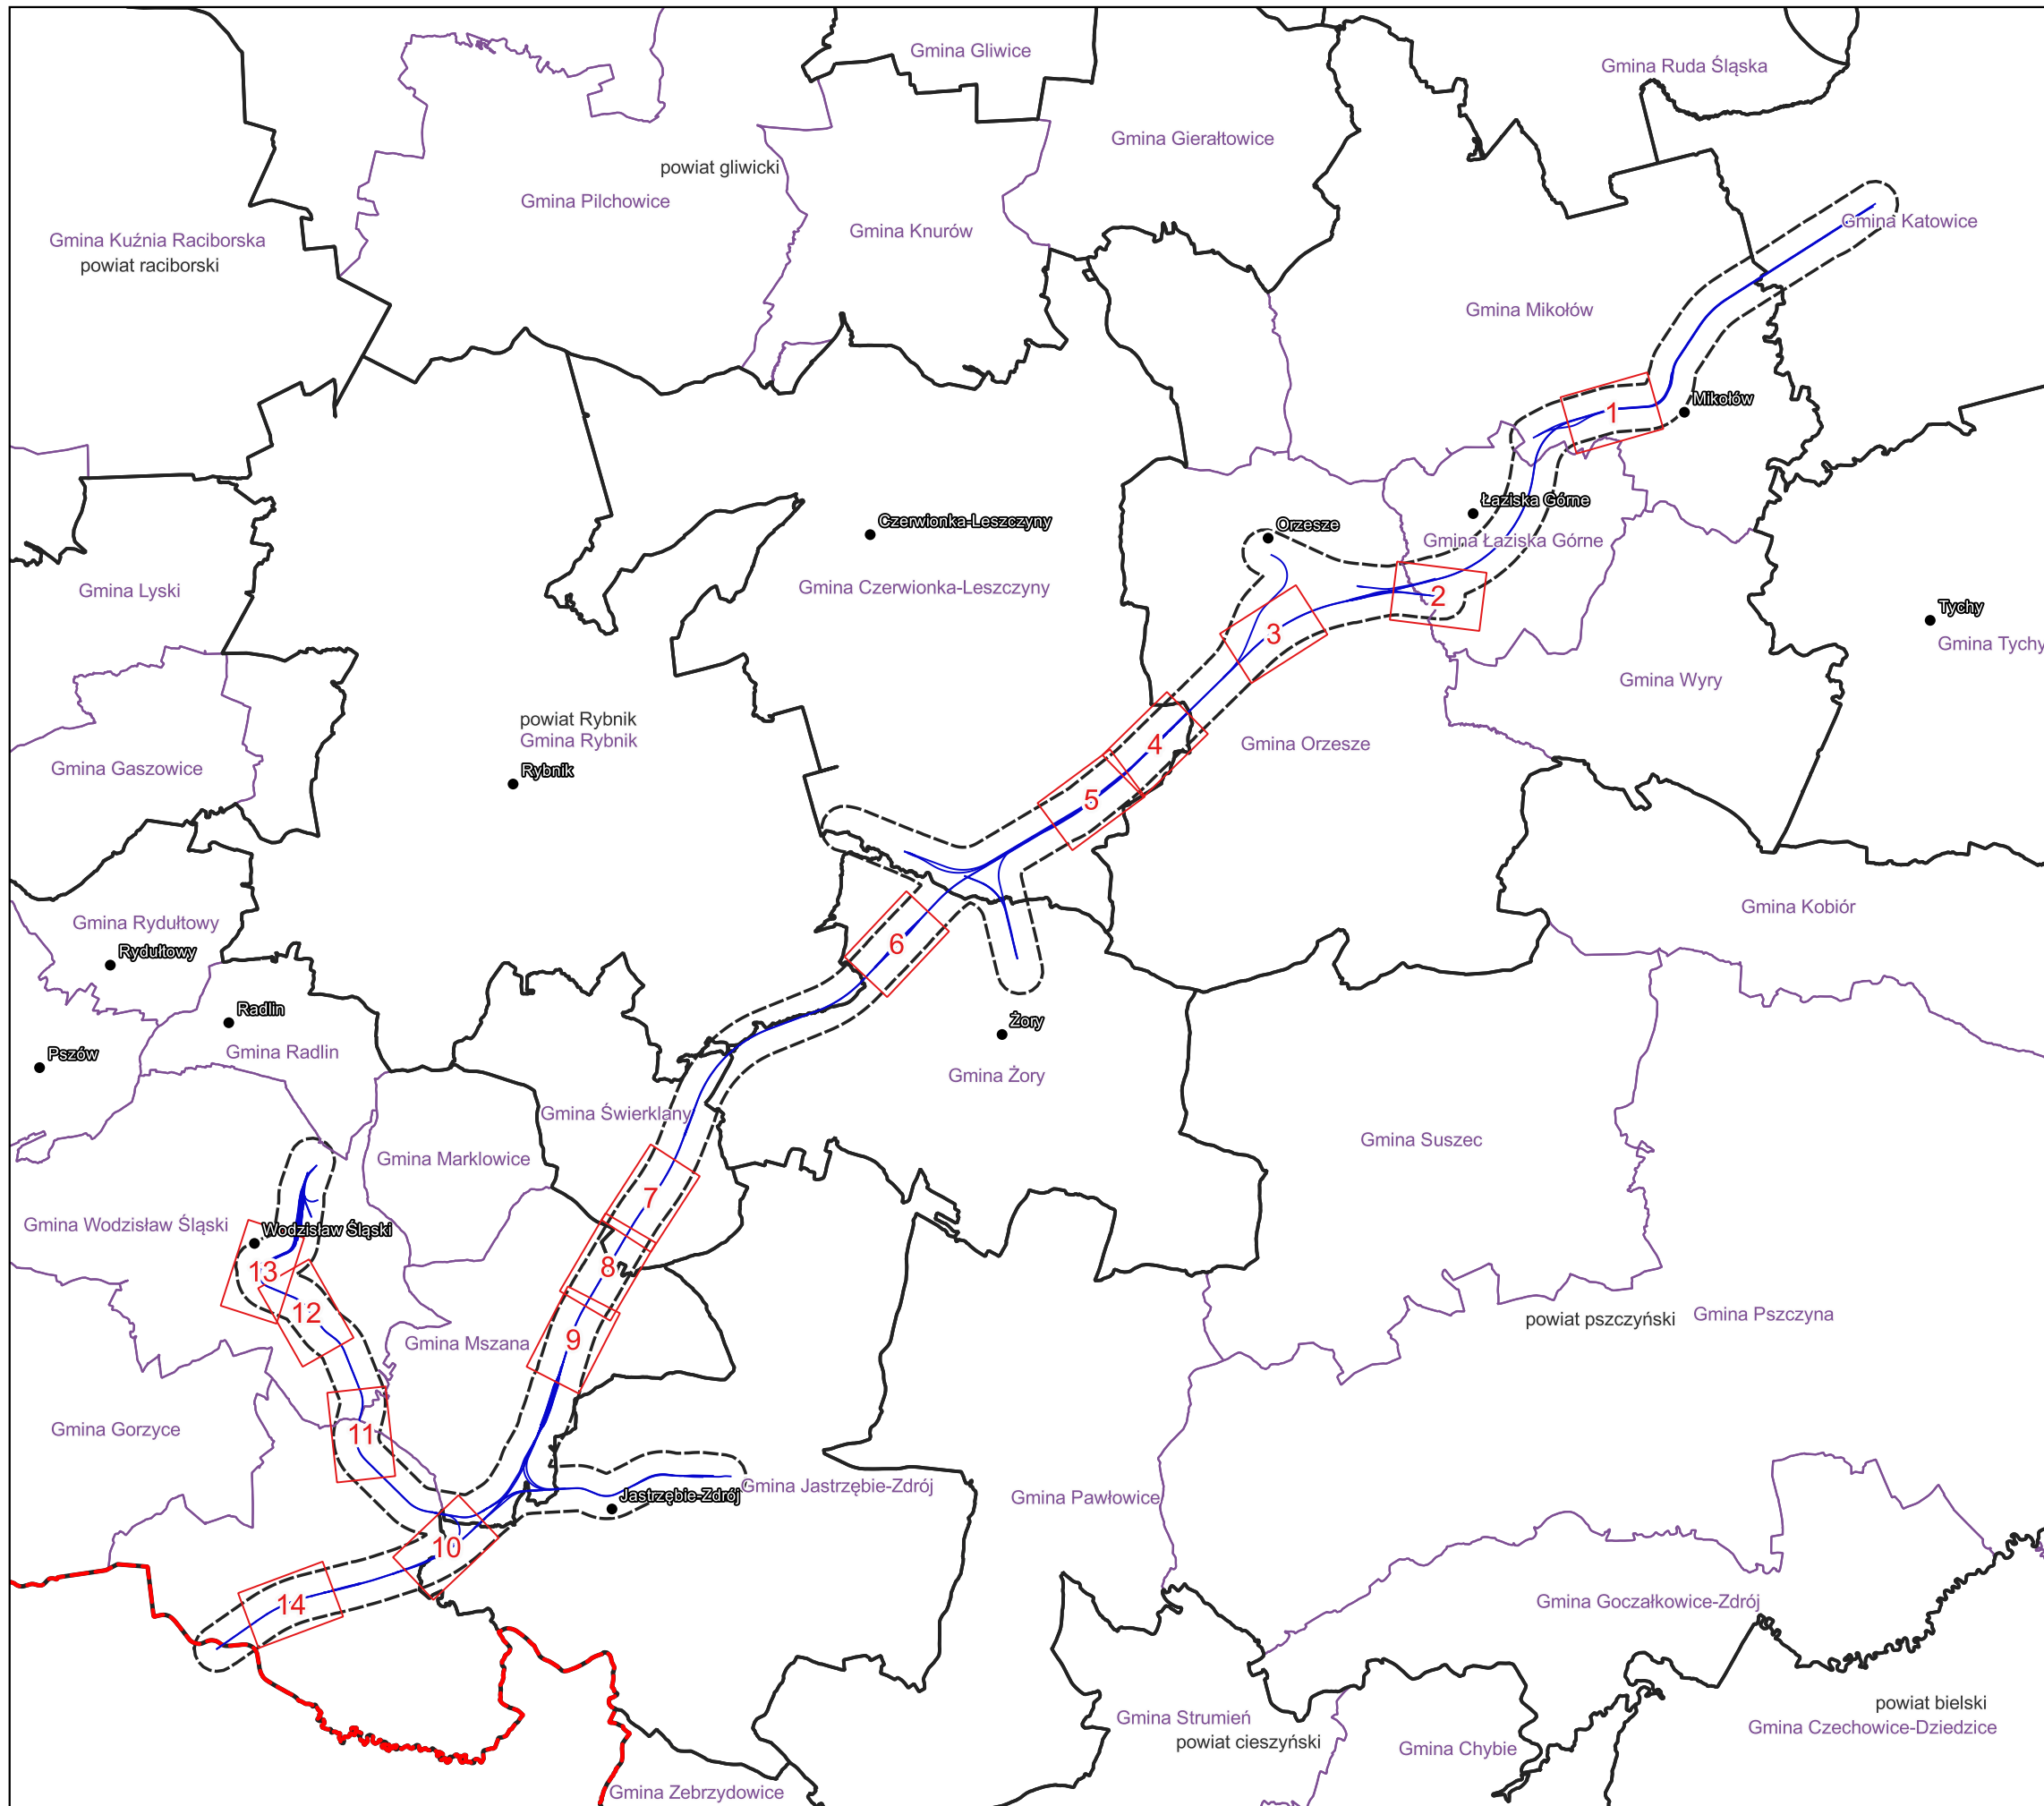 Gmina Gliwice
Gmina Ruda Śląska
Gmina Gierałtowice
powiat gliwicki
Gmina Pilchowice
Gmina Katowice
Gmina Knurów
Gmina Kuźnia Raciborska
powiat raciborski
Gmina Mikołów
Mikołów
1
Łaziska Górne
Czerwionka-Leszczyny
Orzesze
Gmina Łaziska Górne
Gmina Lyski
Gmina Czerwionka-Leszczyny
2
Tychy
3
Gmina Tychy
Gmina Wyry
powiat Rybnik
Gmina Rybnik
4
Gmina Orzesze
Gmina Gaszowice
Rybnik
5
Gmina Kobiór
Gmina Rydułtowy
6
Rydułtowy
Radlin
Żory
Gmina Radlin
Pszów
Gmina Żory
Gmina Świerklany
Gmina Suszec
Gmina Marklowice
7
Gmina Wodzisław Śląski
Wodzisław Śląski
8
13
12
powiat pszczyński
Gmina Pszczyna
9
Gmina Mszana
Gmina Gorzyce
11
Gmina Jastrzębie-Zdrój
Jastrzębie-Zdrój
Gmina Pawłowice
10
14
Gmina Goczałkowice-Zdrój
powiat bielski
Gmina Strumień
Gmina Czechowice-Dziedzice
powiat cieszyński
Gmina Chybie
Gmina Zebrzydowice